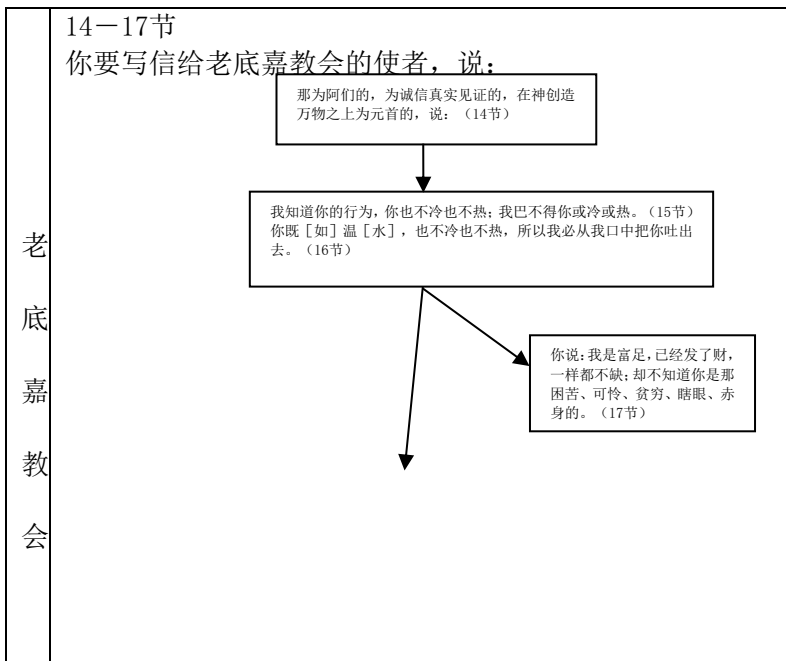 14－17节
你要写信给老底嘉教会的使者，说：
那为阿们的，为诚信真实见证的，在神创造
万物之上为元首的，说：（14节）
我知道你的行为，你也不冷也不热；我巴不得你或冷或热。（15节）
你既［如］温［水］，也不冷也不热，所以我必从我口中把你吐出
去。（16节）
你说：我是富足，已经发了财，
一样都不缺；却不知道你是那
困苦、可怜、贫穷、瞎眼、赤
身的。（17节）
老
底
嘉
教
会